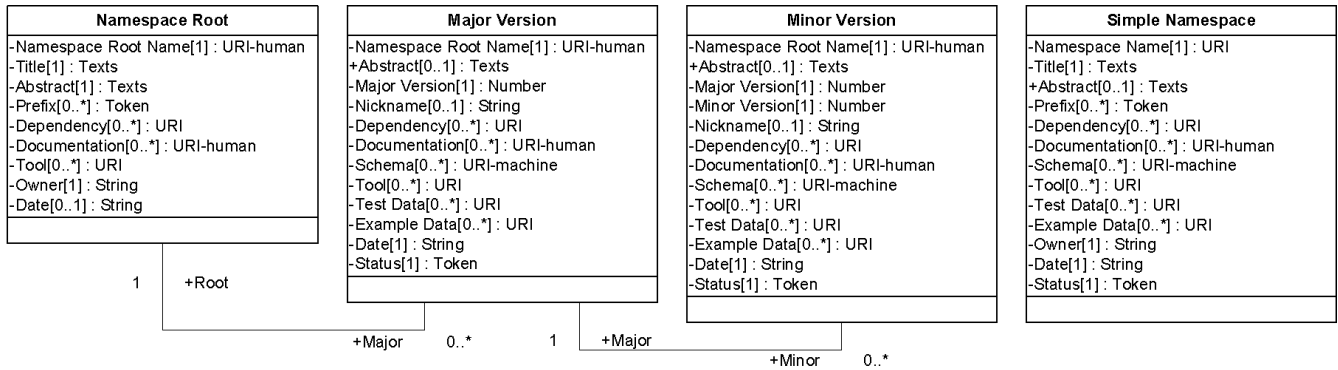 Namespace Root
-Namespace Root Name[1] : URI-human
-Title[1] : Texts
-Abstract[1] : Texts
-Prefix[0..*] : Token
-Dependency[0..*] : URI
-Documentation[0..*] : URI-human
-Tool[0..*] : URI
-Owner[1] : String
-Date[0..1] : String
Major Version
-Namespace Root Name[1] : URI-human
+Abstract[0..1] : Texts
-Major Version[1] : Number
-Nickname[0..1] : String
-Dependency[0..*] : URI
-Documentation[0..*] : URI-human
-Schema[0..*] : URI-machine
-Tool[0..*] : URI
-Test Data[0..*] : URI
-Example Data[0..*] : URI
-Date[1] : String
-Status[1] : Token
Minor Version
-Namespace Root Name[1] : URI-human
+Abstract[0..1] : Texts
-Major Version[1] : Number
-Minor Version[1] : Number
-Nickname[0..1] : String
-Dependency[0..*] : URI
-Documentation[0..*] : URI-human
-Schema[0..*] : URI-machine
-Tool[0..*] : URI
-Test Data[0..*] : URI
-Example Data[0..*] : URI
-Date[1] : String
-Status[1] : Token
Simple Namespace
-Namespace Name[1] : URI
-Title[1] : Texts
+Abstract[0..1] : Texts
-Prefix[0..*] : Token
-Dependency[0..*] : URI
-Documentation[0..*] : URI-human
-Schema[0..*] : URI-machine
-Tool[0..*] : URI
-Test Data[0..*] : URI
-Example Data[0..*] : URI
-Owner[1] : String
-Date[1] : String
-Status[1] : Token
1 +Root
+Major 0..*
1 +Major
+Minor 0..*